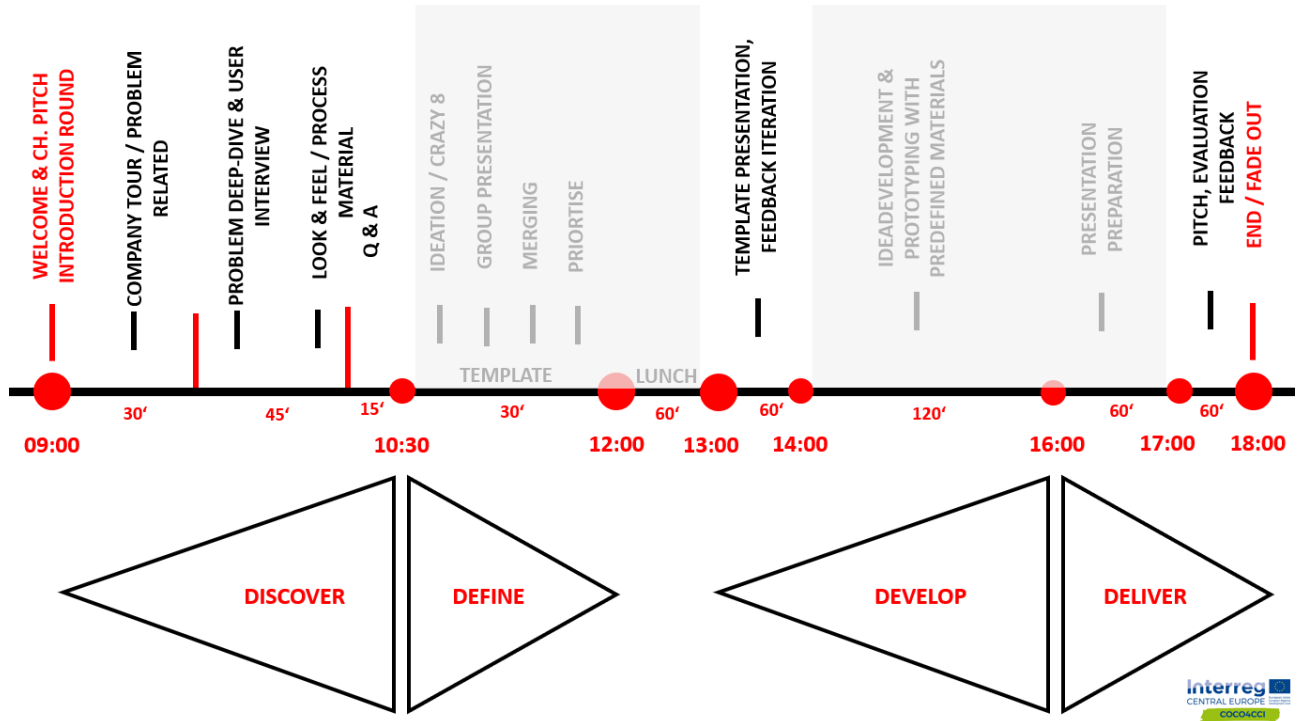 WELCOME & CH. PITCH
INTRODUCTION ROUND
COMPANY TOUR / PROBLEM
RELATED
PROBLEM DEEP-DIVE & USER
INTERVIEW
LOOK & FEEL / PROCESS
MATERIAL
Q & A
IDEATION / CRAZY 8
GROUP PRESENTATION
MERGING
PRIORTISE
TEMPLATE PRESENTATION,
FEEDBACK ITERATION
IDEADEVELOPMENT &
PROTOTYPING WITH
PREDEFINED MATERIALS
PRESENTATION
PREPARATION
PITCH, EVALUATION
FEEDBACK
END / FADE OUT
TEMPLATE
LUNCH
30‘
45‘
15‘
30‘
60‘
60‘
120‘
60‘
60‘
09:00
10:30
12:00
13:00
14:00
16:00
17:00
18:00
DISCOVER
DEFINE
DEVELOP
DELIVER
Interreg
CENTRAL EUROPE
COCO4CCI